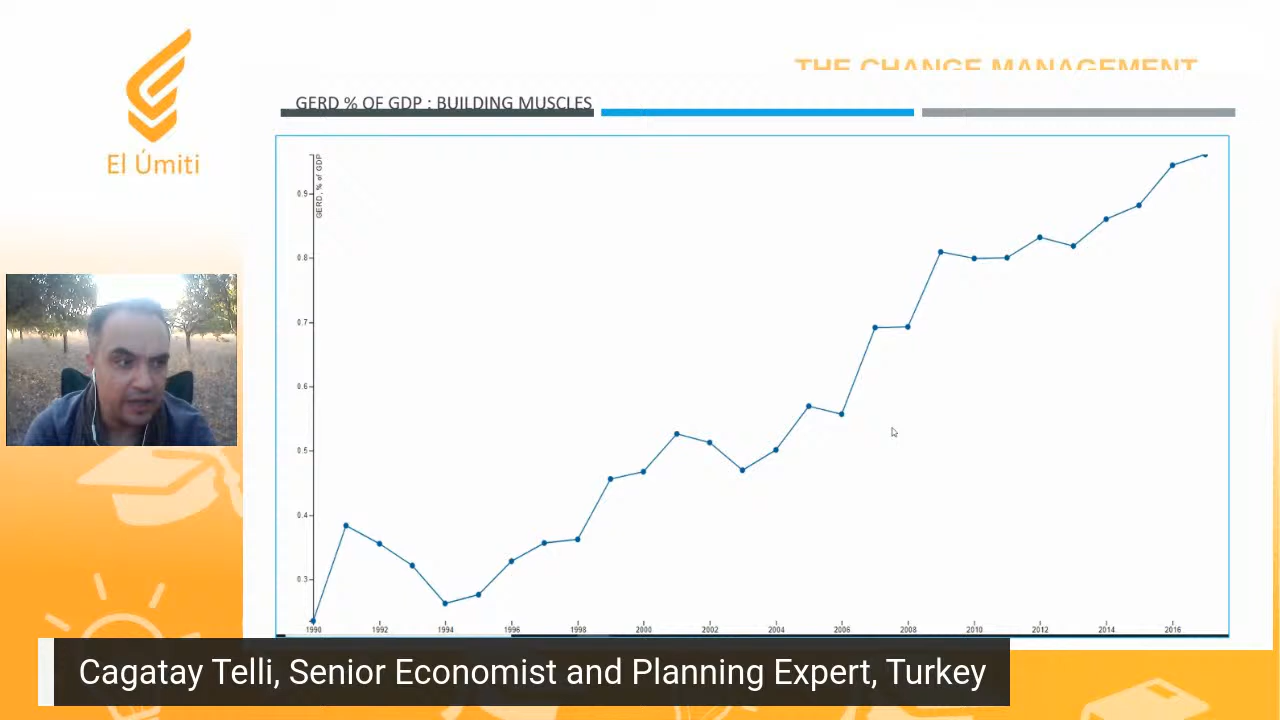 THE CHANGE MANAGEMENT
El Úmiti
GERD % OF GDP : BUILDING MUSCLES
GERD, % of GDP
0.9
0.8
0.7
0.6
0.5
0.4
0.3
1990 1992 1994 1996 1998 2000 2002 2004 2006 2008 2010 2012 2014 2016
Cagatay Telli, Senior Economist and Planning Expert, Turkey